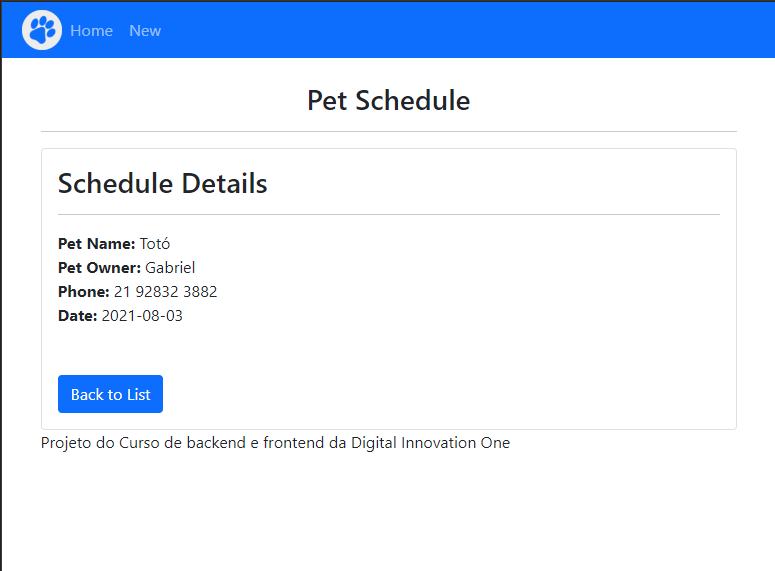 Home New
Pet Schedule
Schedule Details
Pet Name: Totó
Pet Owner: Gabriel
Phone: 21 92832 3882
Date: 2021-08-03
Back to List
Projeto do Curso de backend e frontend da Digital Innovation One